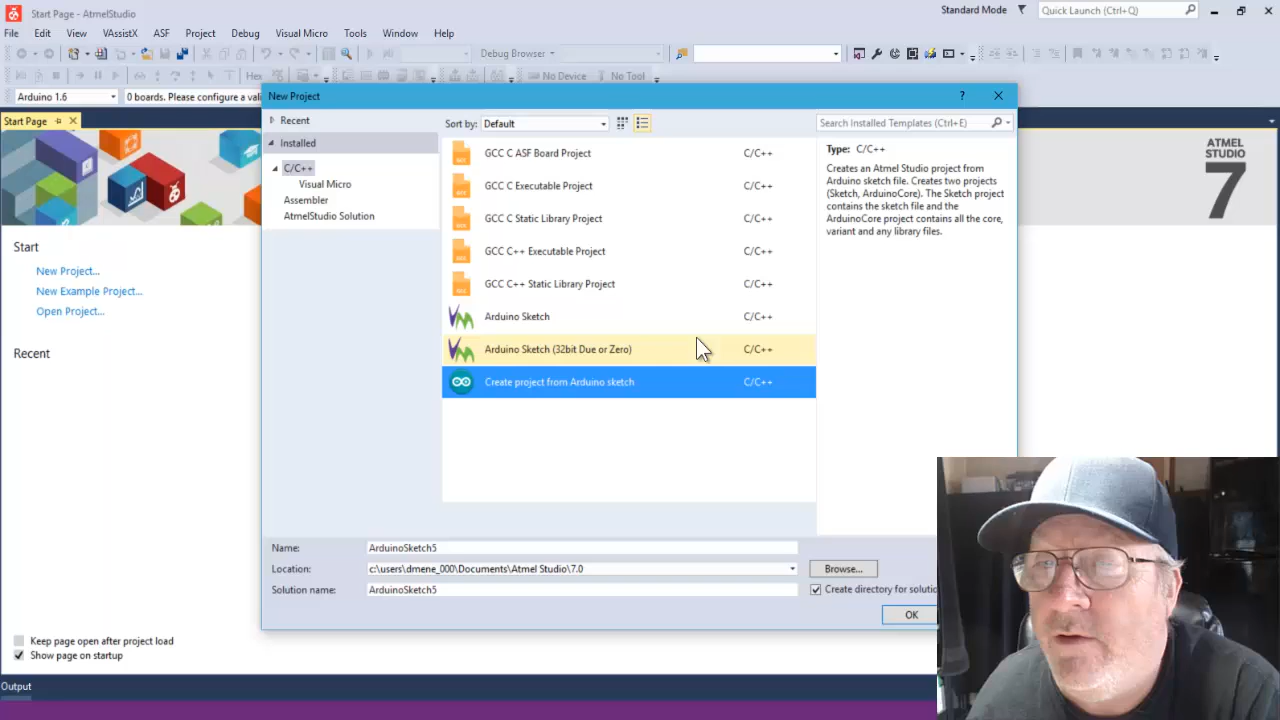 Start Page - AtmelStudio
Standard Mode
Quick Launch (Ctrl+Q)
File Edit View VAssistX ASF Project Debug Visual Micro Tools Window Help
Debug Browser
Hex
No Device
No Tool
Arduino 1.6
0 boards. Please configure a vali
Start Page
New Project
?
Recent
Installed
C/C++
Visual Micro
Assembler
AtmelStudio Solution
Sort by: Default
Search Installed Templates (Ctrl+E)
GCC C ASF Board Project C/C++
GCC C Executable Project C/C++
GCC C Static Library Project C/C++
GCC C++ Executable Project C/C++
GCC C++ Static Library Project C/C++
Arduino Sketch C/C++
Arduino Sketch (32bit Due or Zero) C/C++
Create project from Arduino sketch C/C++
Type: C/C++
Creates an Atmel Studio project from
Arduino sketch file. Creates two projects
(Sketch, ArduinoCore). The Sketch project
contains the sketch file and the
ArduinoCore project contains all the core,
variant and any library files.
ATMEL
STUDIO
7
Start
New Project...
New Example Project...
Open Project...
Recent
Name: ArduinoSketch5
Location: c:\users\dmene_000\Documents\Atmel Studio\7.0
Browse...
Solution name: ArduinoSketch5
Create directory for solutio
OK
Keep page open after project load
Show page on startup
Output